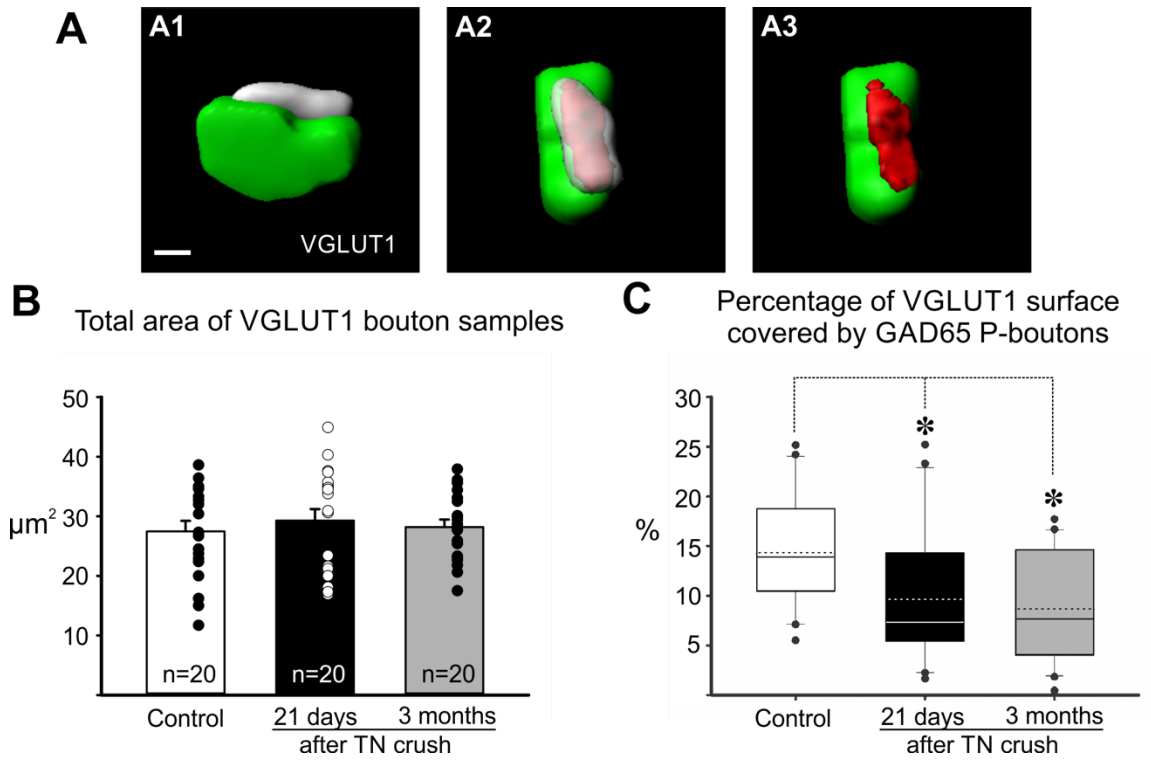 A
A1
A2
A3
VGLUT1
B
Total area of VGLUT1 bouton samples
50
40
µm² 30
20
10
n=20
n=20
n=20
Control
21 days
3 months
after TN crush
C
Percentage of VGLUT1 surface
covered by GAD65 P-boutons
30
25
20
%
15
10
5
*
*
Control
21 days
3 months
after TN crush